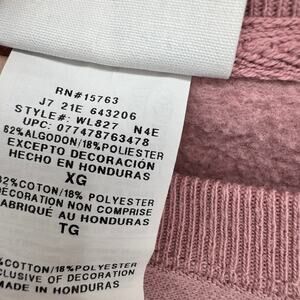 RN#15763
J7 21E 643206
STYLE#: WL827 N4E
UPC: 077478763478
82%ALGODON/18%POLIESTER
EXCEPTO DECORACIÓN
HECHO EN HONDURAS
XG
82%COTON/18% POLYESTER
DÉCORATION NON COMPRISE
FABRIQUÉ AU HONDURAS
TG
%COTTON/18%POLYESTER
CLUSIVE OF DECORATION
MADE IN HONDURAS